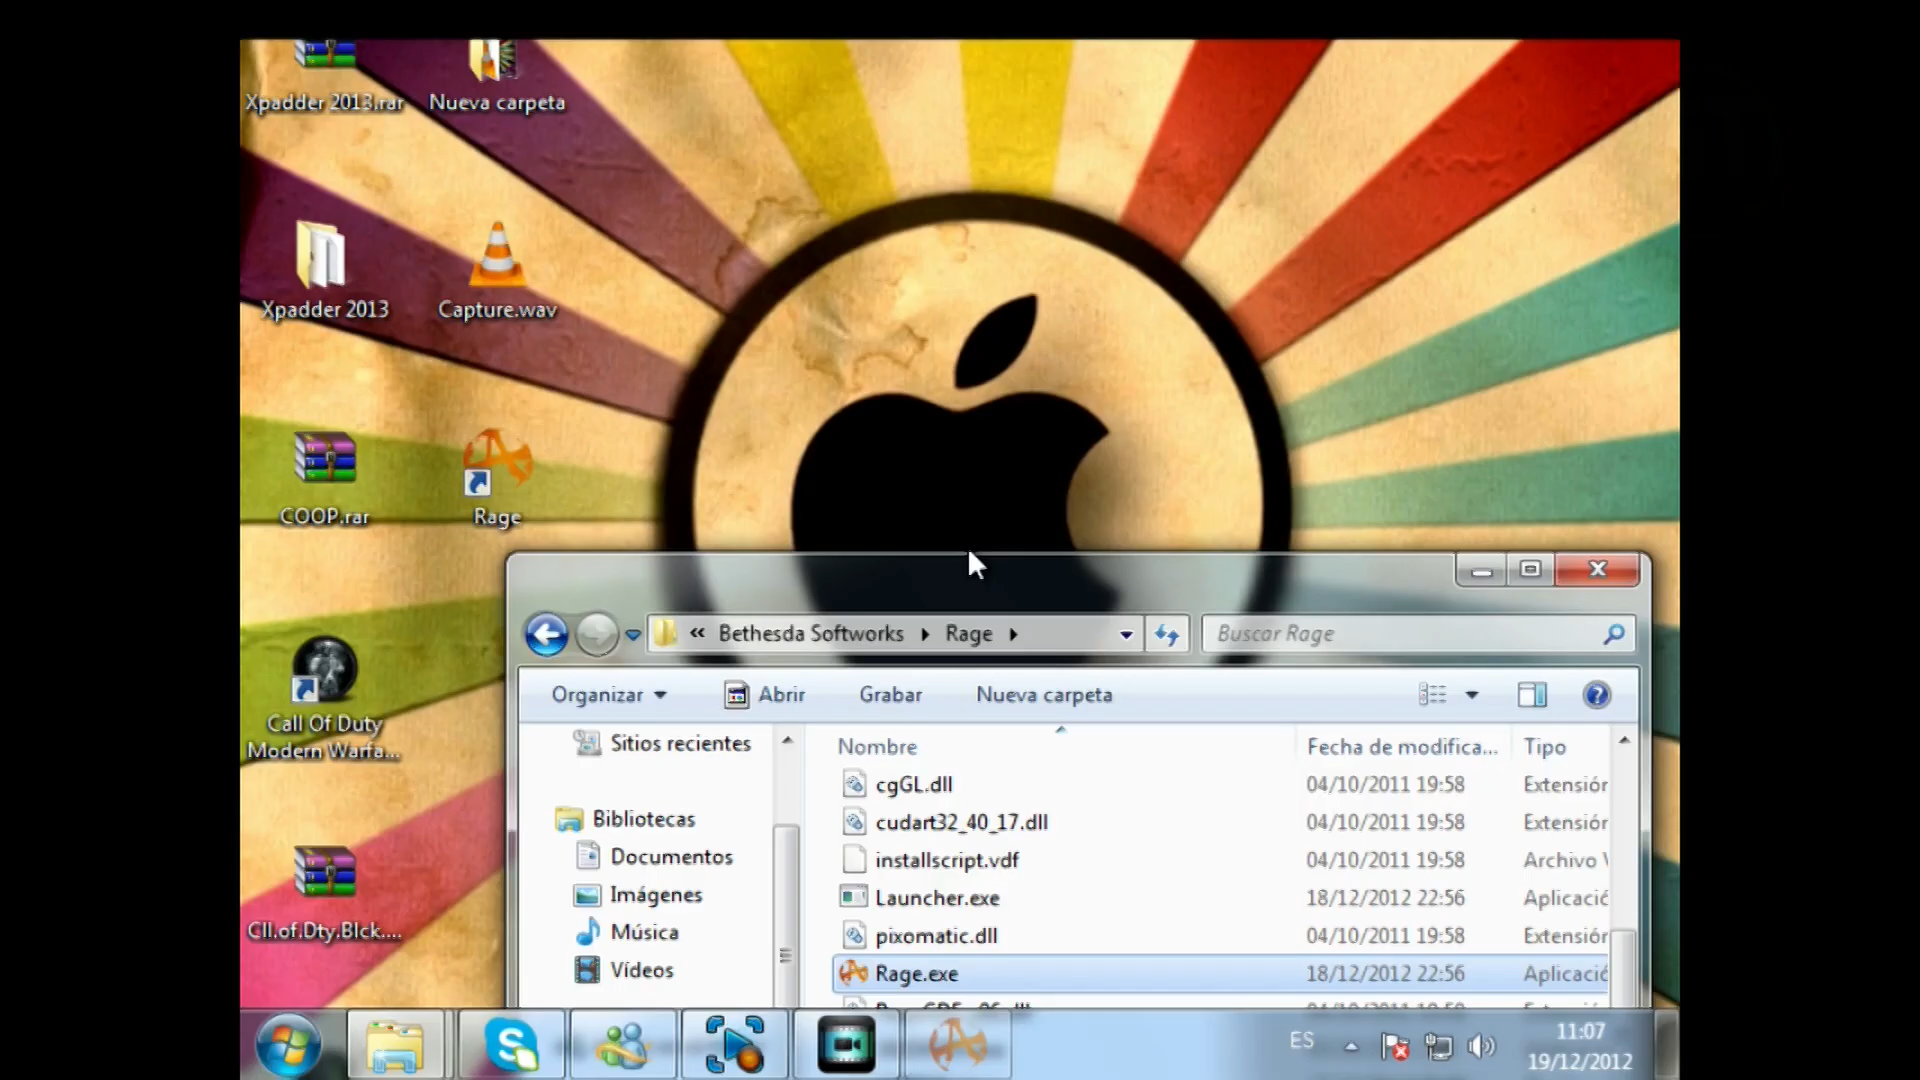 Xpadder 2013.rar
Nueva carpeta
Xpadder 2013
Capture.wav
COOP.rar
Rage
Call Of Duty
Modern Warfa...
Cll.of.Dty.Blck....
« Bethesda Softworks ▸ Rage ▸
Buscar Rage
Organizar
Abrir
Grabar
Nueva carpeta
Sitios recientes
Bibliotecas
Documentos
Imágenes
Música
Vídeos
Nombre Fecha de modifica... Tipo
cgGL.dll 04/10/2011 19:58 Extensión
cudart32_40_17.dll 04/10/2011 19:58 Extensión
installscript.vdf 04/10/2011 19:58 Archivo V
Launcher.exe 18/12/2012 22:56 Aplicació
pixomatic.dll 04/10/2011 19:58 Extensión
Rage.exe 18/12/2012 22:56 Aplicació
ES
11:07
19/12/2012